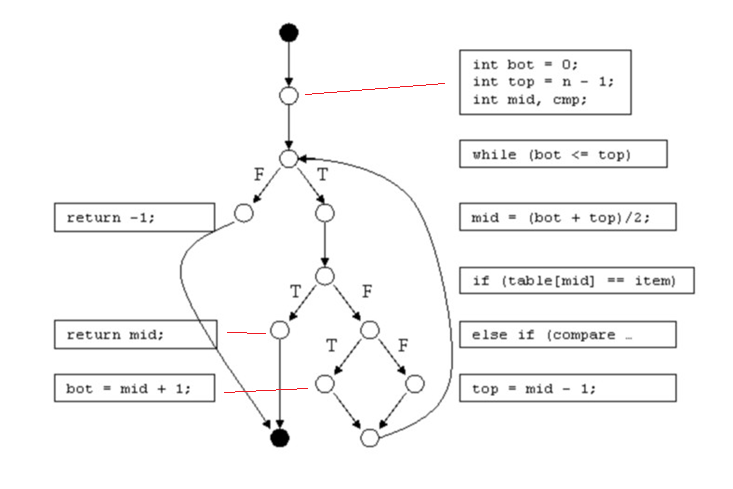 int bot = 0;
int top = n - 1;
int mid, cmp;
while (bot <= top)
F
T
return -1;
mid = (bot + top)/2;
if (table[mid] == item)
T
F
return mid;
else if (compare …
T
F
bot = mid + 1;
top = mid - 1;